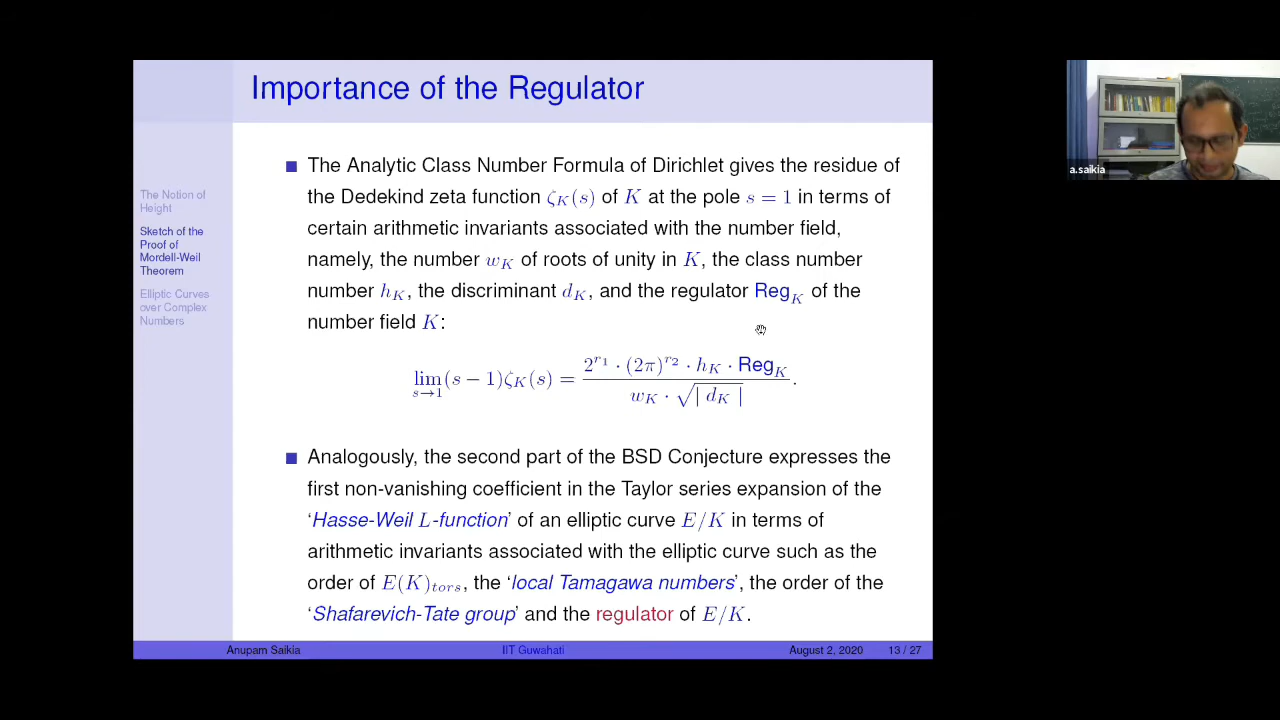 Importance of the Regulator
The Notion of
Height
Sketch of the
Proof of
Mordell-Weil
Theorem
Elliptic Curves
over Complex
Numbers
■ The Analytic Class Number Formula of Dirichlet gives the residue of
the Dedekind zeta function ζ_K(s) of K at the pole s = 1 in terms of
certain arithmetic invariants associated with the number field,
namely, the number w_K of roots of unity in K, the class number
number h_K, the discriminant d_K, and the regulator Reg_K of the
number field K:
lim_{s→1}(s − 1)ζ_K(s) = \frac{2^{r_1} · (2π)^{r_2} · h_K · Reg_K}{w_K · \sqrt{| d_K |}}.
■ Analogously, the second part of the BSD Conjecture expresses the
first non-vanishing coefficient in the Taylor series expansion of the
‘Hasse-Weil L-function’ of an elliptic curve E/K in terms of
arithmetic invariants associated with the elliptic curve such as the
order of E(K)_{tors}, the ‘local Tamagawa numbers’, the order of the
‘Shafarevich-Tate group’ and the regulator of E/K.
Anupam Saikia IIT Guwahati August 2, 2020 13 / 27
a.saikia